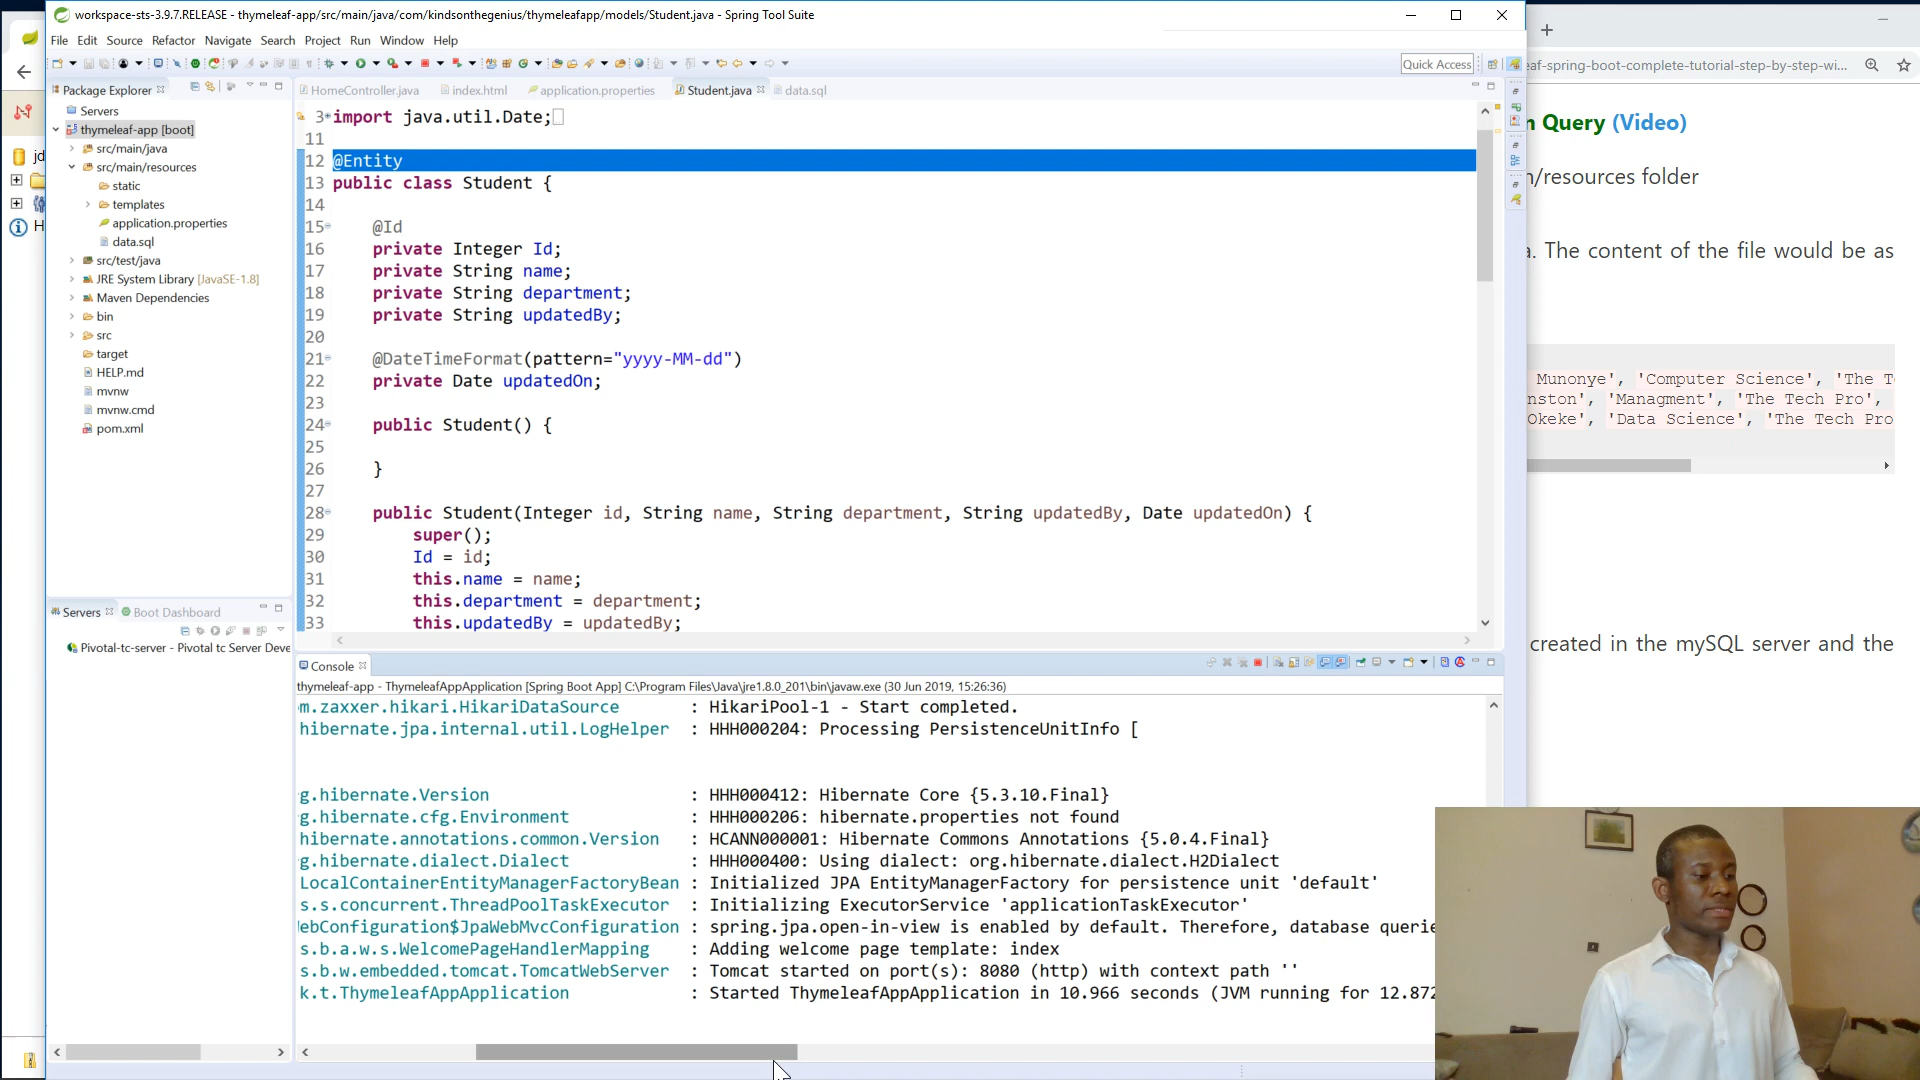 workspace-sts-3.9.7.RELEASE - thymeleaf-app/src/main/java/com/kindsonthegenius/thymeleafapp/models/Student.java - Spring Tool Suite
File Edit Source Refactor Navigate Search Project Run Window Help
Quick Access
Package Explorer
Servers
thymeleaf-app [boot]
src/main/java
src/main/resources
static
templates
application.properties
data.sql
src/test/java
JRE System Library [JavaSE-1.8]
Maven Dependencies
bin
src
target
HELP.md
mvnw
mvnw.cmd
pom.xml
Servers Boot Dashboard
Pivotal-tc-server - Pivotal tc Server Deve
HomeController.java index.html application.properties Student.java data.sql
3 import java.util.Date;
11
12 @Entity
13 public class Student {
14
15 @Id
16 private Integer Id;
17 private String name;
18 private String department;
19 private String updatedBy;
20
21 @DateTimeFormat(pattern="yyyy-MM-dd")
22 private Date updatedOn;
23
24 public Student() {
25
26 }
27
28 public Student(Integer id, String name, String department, String updatedBy, Date updatedOn) {
29 super();
30 Id = id;
31 this.name = name;
32 this.department = department;
33 this.updatedBy = updatedBy;
Console
thymeleaf-app - ThymeleafAppApplication [Spring Boot App] C:\Program Files\Java\jre1.8.0_201\bin\javaw.exe (30 Jun 2019, 15:26:36)
m.zaxxer.hikari.HikariDataSource : HikariPool-1 - Start completed.
hibernate.jpa.internal.util.LogHelper : HHH000204: Processing PersistenceUnitInfo [
g.hibernate.Version : HHH000412: Hibernate Core {5.3.10.Final}
g.hibernate.cfg.Environment : HHH000206: hibernate.properties not found
hibernate.annotations.common.Version : HCANN000001: Hibernate Commons Annotations {5.0.4.Final}
g.hibernate.dialect.Dialect : HHH000400: Using dialect: org.hibernate.dialect.H2Dialect
LocalContainerEntityManagerFactoryBean : Initialized JPA EntityManagerFactory for persistence unit 'default'
s.s.concurrent.ThreadPoolTaskExecutor : Initializing ExecutorService 'applicationTaskExecutor'
ebConfiguration$JpaWebMvcConfiguration : spring.jpa.open-in-view is enabled by default. Therefore, database querie
s.b.a.w.s.WelcomePageHandlerMapping : Adding welcome page template: index
s.b.w.embedded.tomcat.TomcatWebServer : Tomcat started on port(s): 8080 (http) with context path ''
k.t.ThymeleafAppApplication : Started ThymeleafAppApplication in 10.966 seconds (JVM running for 12.872
jd
H
eaf-spring-boot-complete-tutorial-step-by-step-wi...
n Query (Video)
n/resources folder
a. The content of the file would be as
Munonye', 'Computer Science', 'The T
nston', 'Managment', 'The Tech Pro',
Okeke', 'Data Science', 'The Tech Pro
created in the mySQL server and the